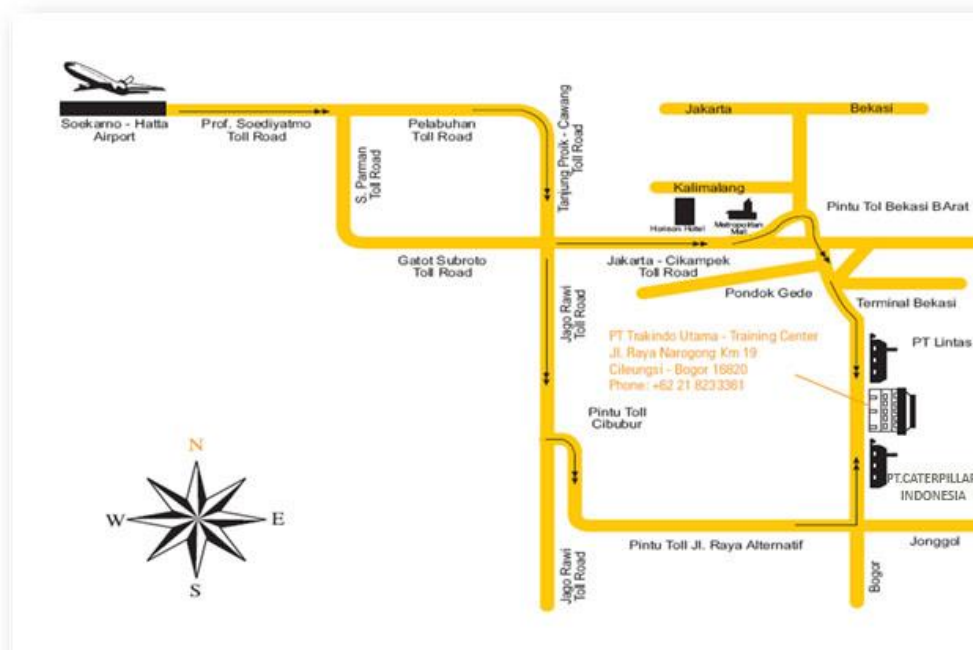 Soekarno - Hatta
Airport
Prof. Soediyatmo
Toll Road
Pelabuhan
Toll Road
Tanjung Proik - Cawang
Toll Road
Jakarta
Bekasi
S. Parman
Toll Road
Kalimalang
Horison Hotel
Metropolitan
Mall
Pintu Tol Bekasi BArat
Gatot Subroto
Toll Road
Jakarta - Cikampek
Toll Road
Pondok Gede
Terminal Bekasi
Jago Rawi
Toll Road
PT Trakindo Utama - Training Center
Jl. Raya Narogong Km 19
Cileungsi - Bogor 16820
Phone: +62 21 8233361
PT Lintas
Pintu Toll
Cibubur
N
W
E
S
PT.CATERPILLAR
INDONESIA
Pintu Toll Jl. Raya Alternatif
Jonggol
Jago Rawi
Toll Road
Bogor